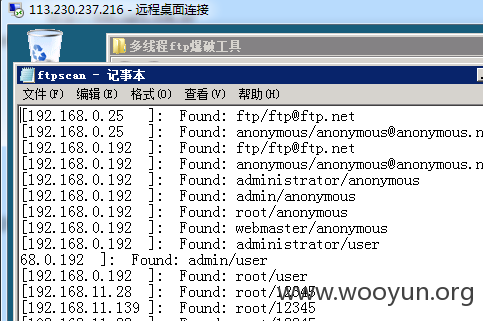 113.230.237.216 - 远程桌面连接
多线程ftp爆破工具
ftpscan - 记事本
文件(F) 编辑(E) 格式(O) 查看(V) 帮助(H)
[192.168.0.25 ]: Found: ftp/ftp@ftp.net
[192.168.0.25 ]: Found: anonymous/anonymous@anonymous.n
[192.168.0.192 ]: Found: ftp/ftp@ftp.net
[192.168.0.192 ]: Found: anonymous/anonymous@anonymous.n
[192.168.0.192 ]: Found: administrator/anonymous
[192.168.0.192 ]: Found: admin/anonymous
[192.168.0.192 ]: Found: root/anonymous
[192.168.0.192 ]: Found: webmaster/anonymous
[192.168.0.192 ]: Found: administrator/user
68.0.192 ]: Found: admin/user
[192.168.0.192 ]: Found: root/user
[192.168.11.28 ]: Found: root/12345
[192.168.11.139 ]: Found: root/12345
www.wooyun.org